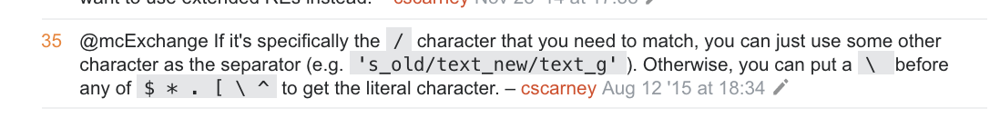 want to use extended REs instead. – cscarney Nov 28 '14 at 17:08
35 @mcExchange If it's specifically the / character that you need to match, you can just use some other
character as the separator (e.g. 's_old/text_new/text_g' ). Otherwise, you can put a \ before
any of $ * . [ \ ^ to get the literal character. – cscarney Aug 12 '15 at 18:34